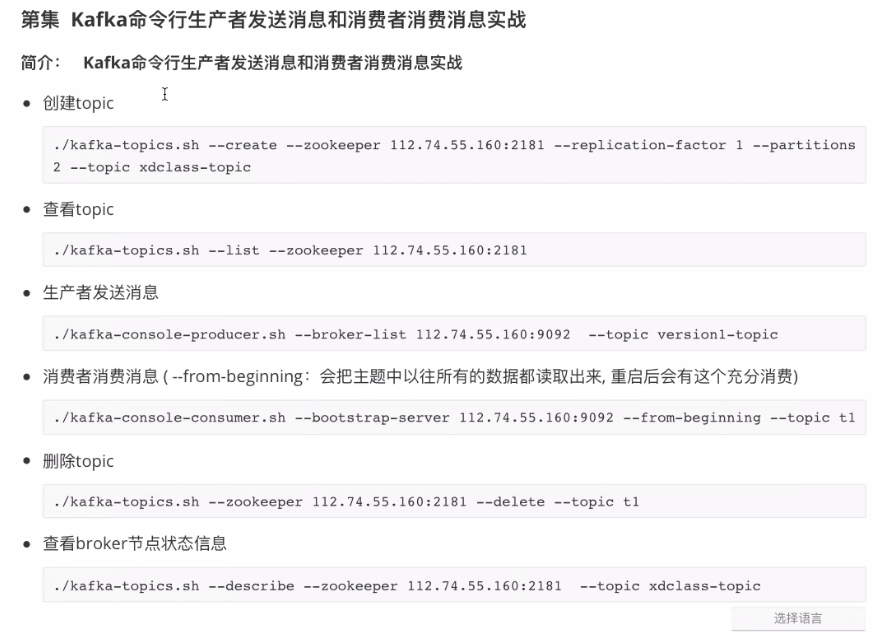 第集 Kafka命令行生产者发送消息和消费者消费消息实战
简介： Kafka命令行生产者发送消息和消费者消费消息实战
创建topic
./kafka-topics.sh --create --zookeeper 112.74.55.160:2181 --replication-factor 1 --partitions
2 --topic xdclass-topic
查看topic
./kafka-topics.sh --list --zookeeper 112.74.55.160:2181
生产者发送消息
./kafka-console-producer.sh --broker-list 112.74.55.160:9092  --topic version1-topic
消费者消费消息 ( --from-beginning：会把主题中以往所有的数据都读取出来, 重启后会有这个充分消费)
./kafka-console-consumer.sh --bootstrap-server 112.74.55.160:9092 --from-beginning --topic t1
删除topic
./kafka-topics.sh --zookeeper 112.74.55.160:2181 --delete --topic t1
查看broker节点状态信息
./kafka-topics.sh --describe --zookeeper 112.74.55.160:2181  --topic xdclass-topic
选择语言